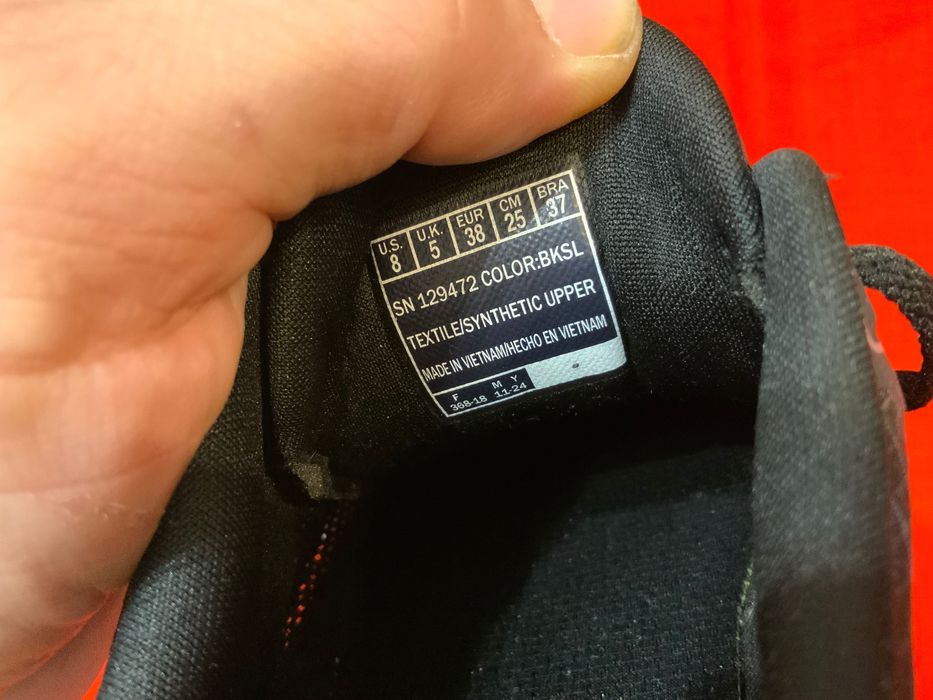 U.S. U.K. EUR CM BRA
8 5 38 25 37
SN 129472 COLOR:BKSL
TEXTILE/SYNTHETIC UPPER
MADE IN VIETNAM/HECHO EN VIETNAM
F M Y
368-18 11-24